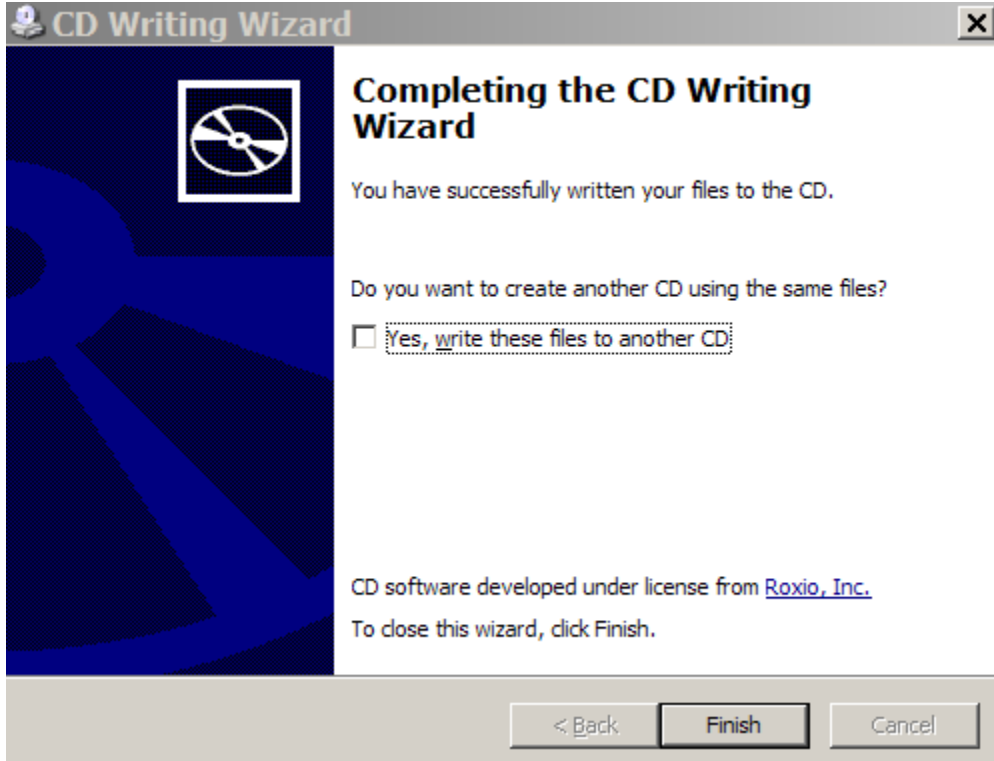 CD Writing Wizard
Completing the CD Writing
Wizard
You have successfully written your files to the CD.
Do you want to create another CD using the same files?
Yes, write these files to another CD
CD software developed under license from Roxio, Inc.
To close this wizard, click Finish.
< Back Finish Cancel